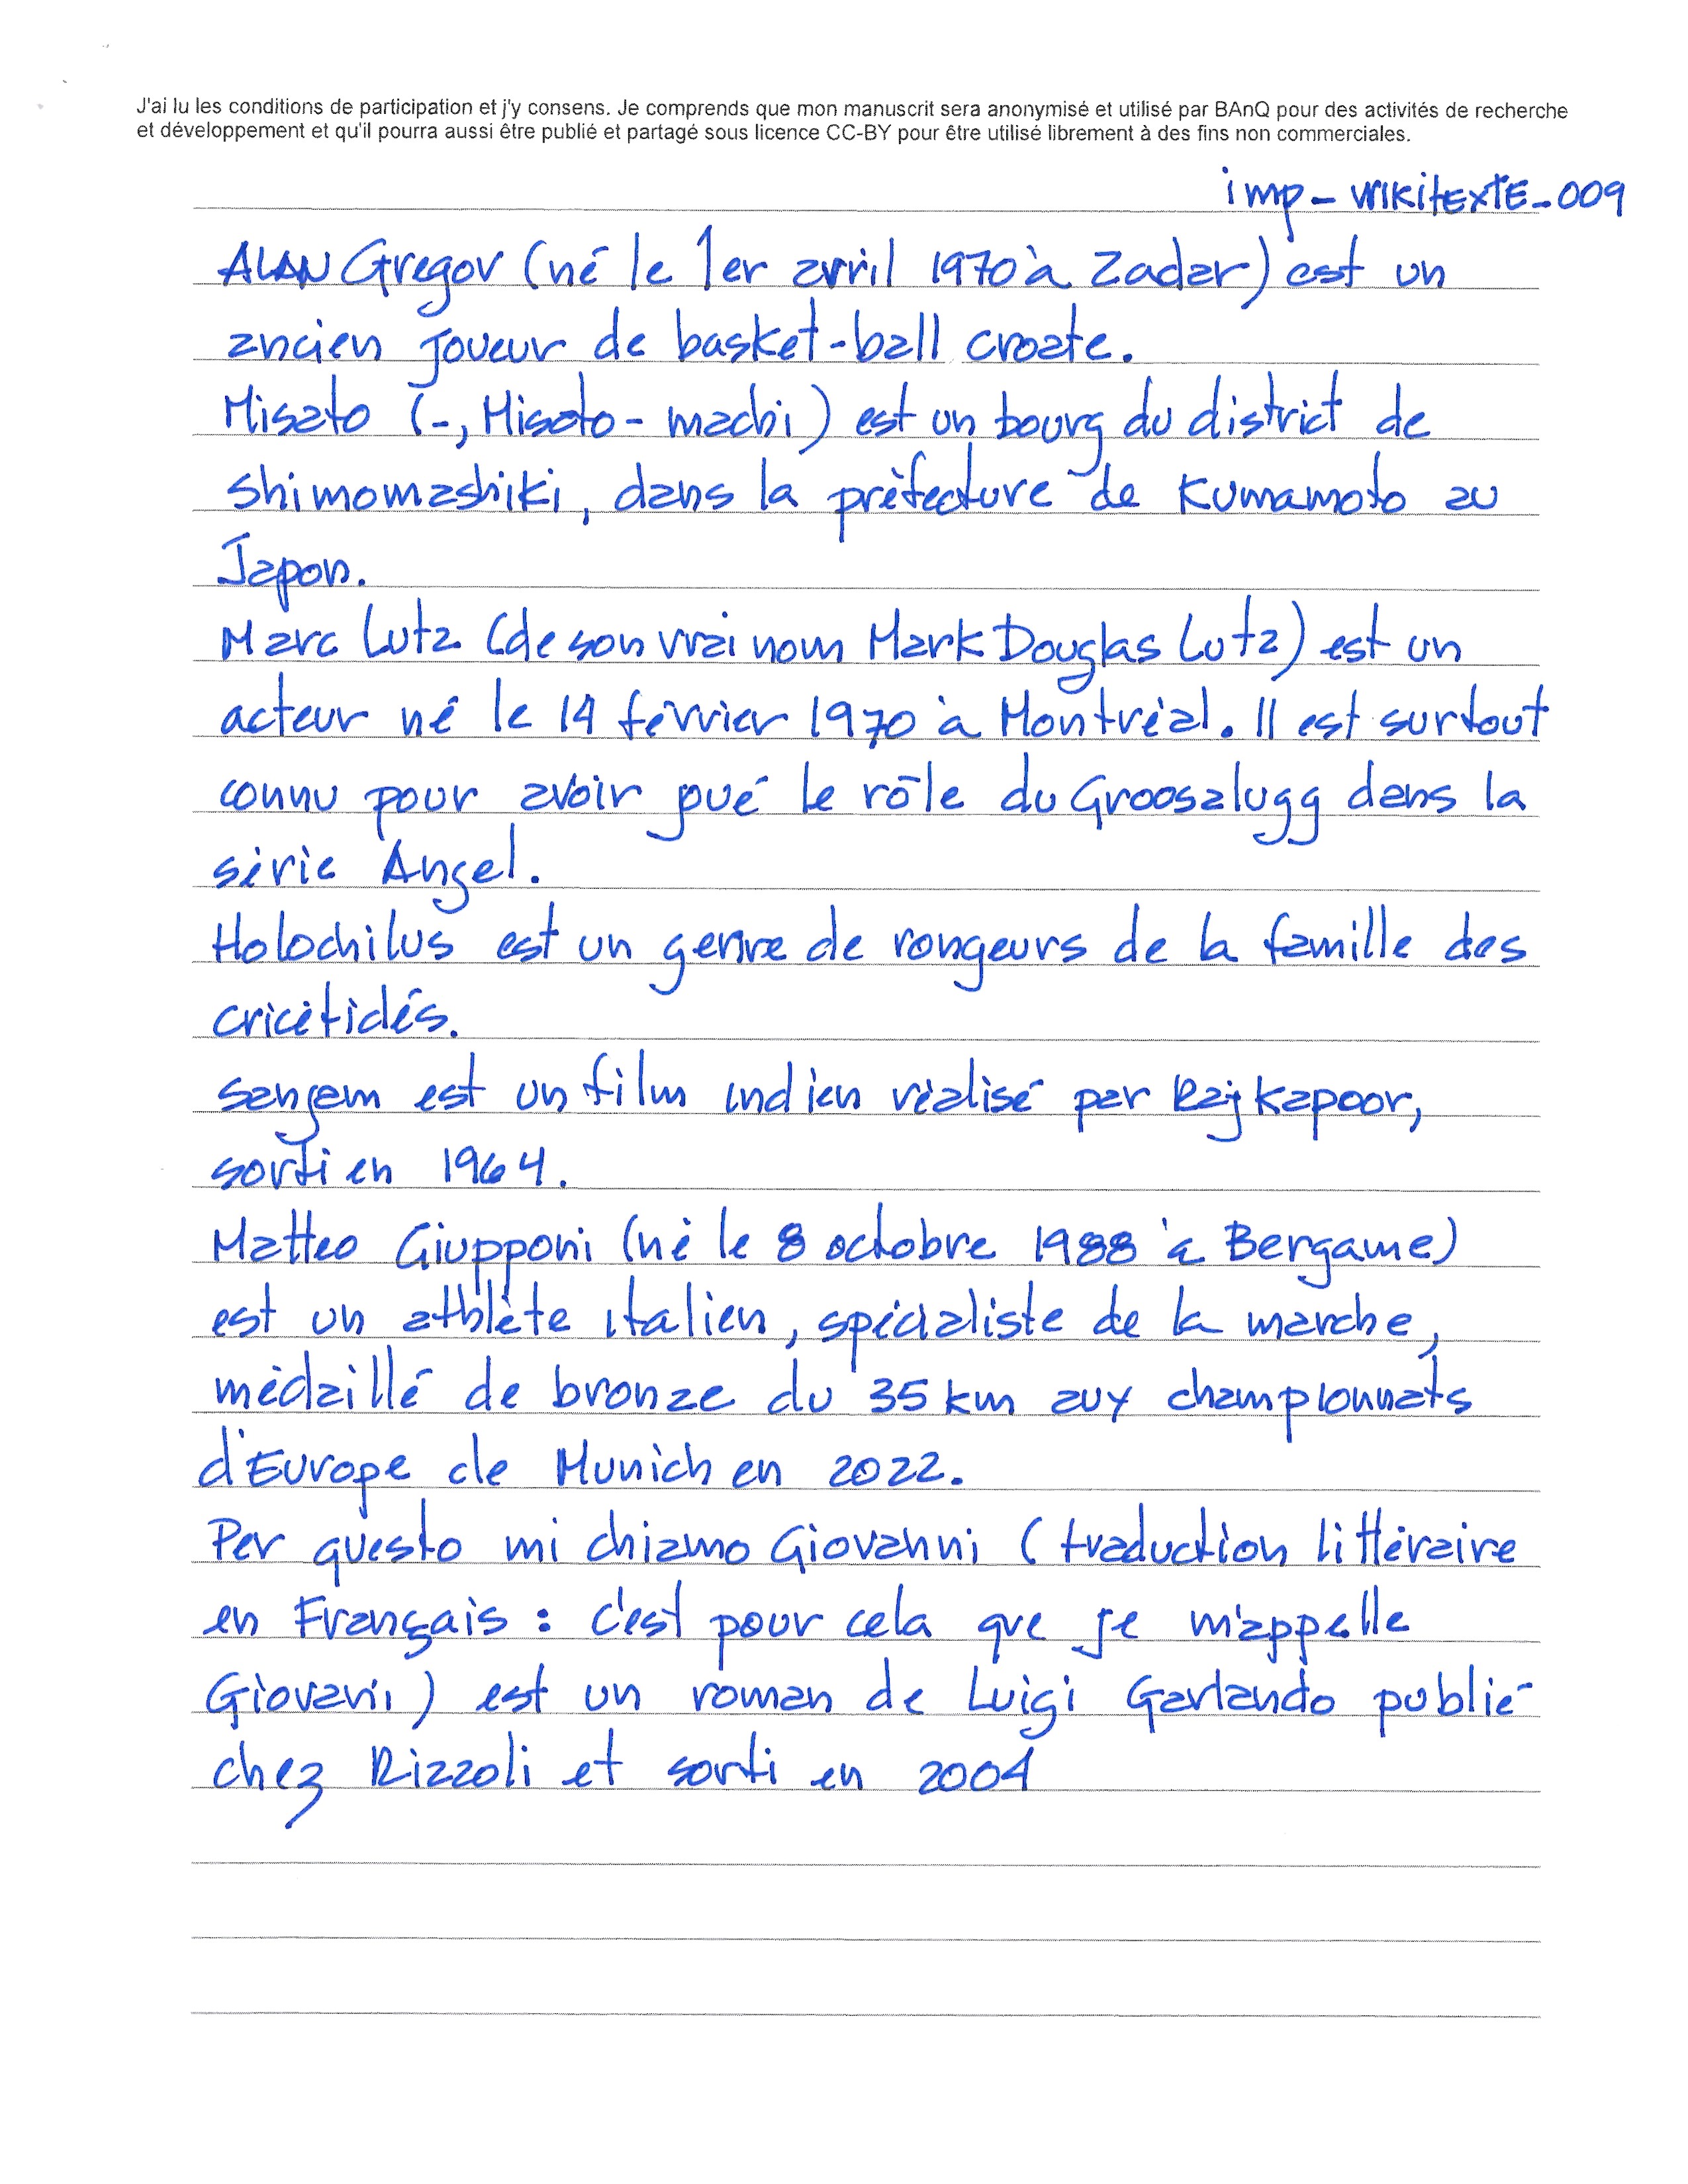 J'ai lu les conditions de participation et j'y consens. Je comprends que mon manuscrit sera anonymisé et utilisé par BAnQ pour des activités de recherche
et développement et qu'il pourra aussi être publié et partagé sous licence CC-BY pour être utilisé librement à des fins non commerciales.
imp-WIKITEXTE-009
ALAN Gregov (né le 1er avril 1970 à Zadar) est un
ancien joueur de basket-ball croate.
Misato (-, Misato-machi) est un bourg du district de
shimomashiki, dans la préfecture de Kumamoto au
Japon.
Marc Lutz (de son vrai nom Mark Douglas Lutz) est un
acteur né le 14 février 1970 à Montréal. Il est surtout
connu pour avoir joué le rôle du Groosalugg dans la
série Angel.
Holochilus est un genre de rongeurs de la famille des
cricétidés.
sangam est un film indien réalisé par Raj Kapoor,
sorti en 1964.
Matteo Giupponi (né le 8 octobre 1988 à Bergame)
est un athlète italien, spécialiste de la marche,
médaillé de bronze du 35 km aux championnats
d'Europe de Munich en 2022.
Per questo mi chiamo Giovanni (traduction littéraire
en Français : c'est pour cela que je m'appelle
Giovanni) est un roman de Luigi Garlando publié
chez Rizzoli et sorti en 2004